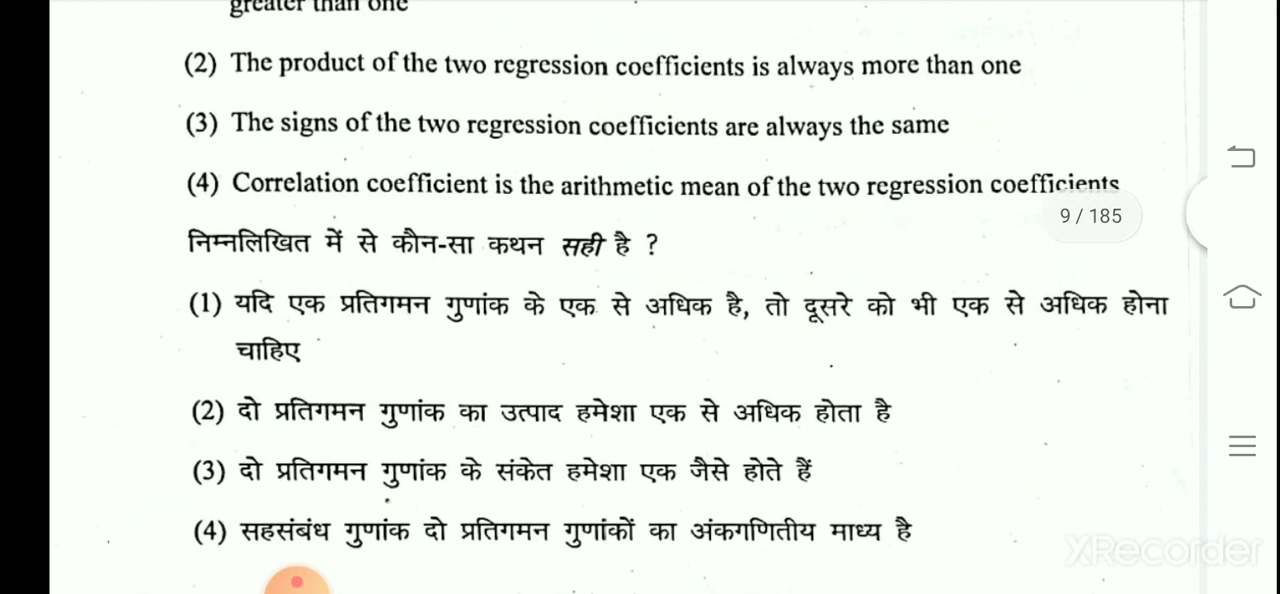 greater than one
(2) The product of the two regression coefficients is always more than one
(3) The signs of the two regression coefficients are always the same
(4) Correlation coefficient is the arithmetic mean of the two regression coefficients
9 / 185
निम्नलिखित में से कौन-सा कथन सही है ?
(1) यदि एक प्रतिगमन गुणांक के एक से अधिक है, तो दूसरे को भी एक से अधिक होना
चाहिए
(2) दो प्रतिगमन गुणांक का उत्पाद हमेशा एक से अधिक होता है
(3) दो प्रतिगमन गुणांक के संकेत हमेशा एक जैसे होते हैं
(4) सहसंबंध गुणांक दो प्रतिगमन गुणांकों का अंकगणितीय माध्य है
XRecorder